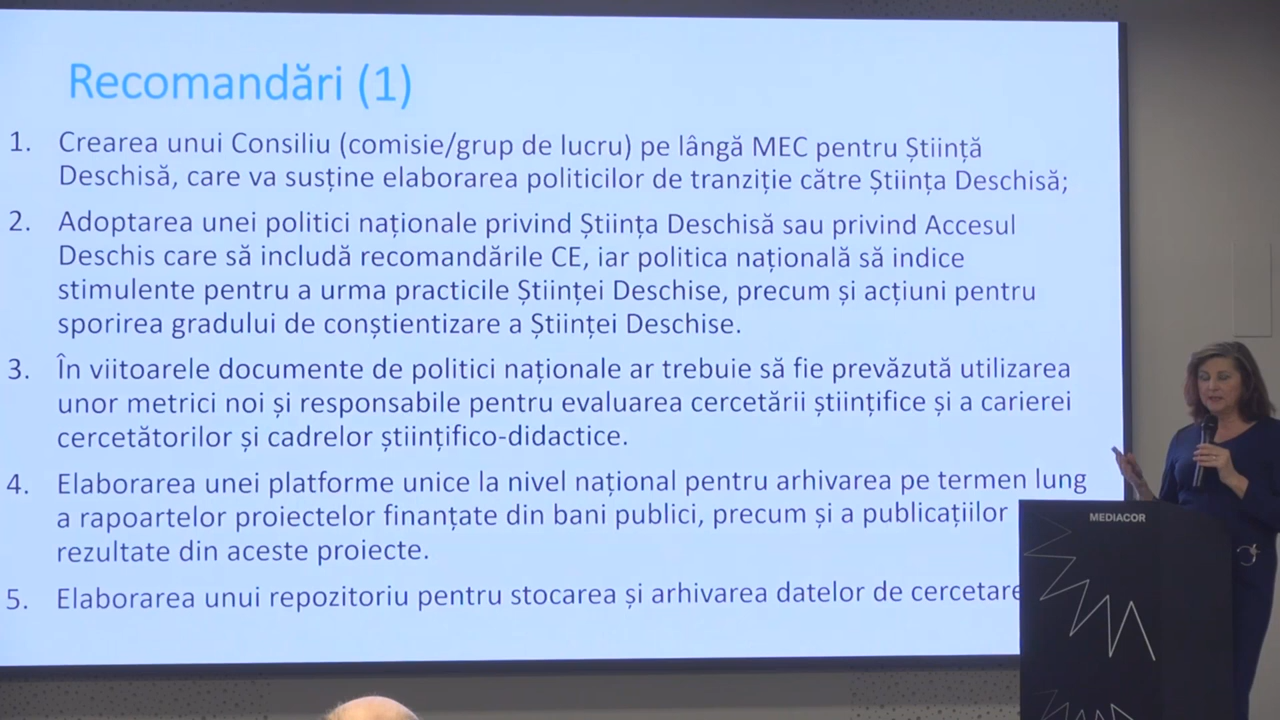 Recomandări (1)
1. Crearea unui Consiliu (comisie/grup de lucru) pe lângă MEC pentru Știință
Deschisă, care va susține elaborarea politicilor de tranziție către Știința Deschisă;
2. Adoptarea unei politici naționale privind Știința Deschisă sau privind Accesul
Deschis care să includă recomandările CE, iar politica națională să indice
stimulente pentru a urma practicile Științei Deschise, precum și acțiuni pentru
sporirea gradului de conștientizare a Științei Deschise.
3. În viitoarele documente de politici naționale ar trebuie să fie prevăzută utilizarea
unor metrici noi și responsabile pentru evaluarea cercetării științifice și a carierei
cercetătorilor și cadrelor științifico-didactice.
4. Elaborarea unei platforme unice la nivel național pentru arhivarea pe termen lung
a rapoartelor proiectelor finanțate din bani publici, precum și a publicațiilor
rezultate din aceste proiecte.
5. Elaborarea unui repozitoriu pentru stocarea și arhivarea datelor de cercetare
MEDIACOR